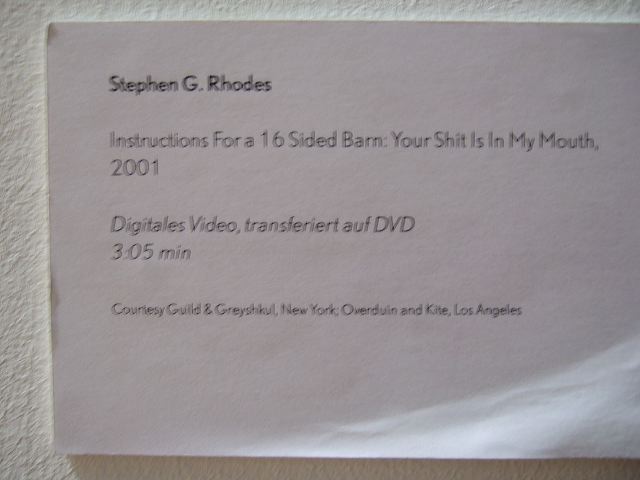 Stephen G. Rhodes
Instructions For a 16 Sided Barn: Your Shit Is In My Mouth,
2001
Digitales Video, transferiert auf DVD
3:05 min
Courtesy Guild & Greyshkul, New York; Overduin and Kite, Los Angeles